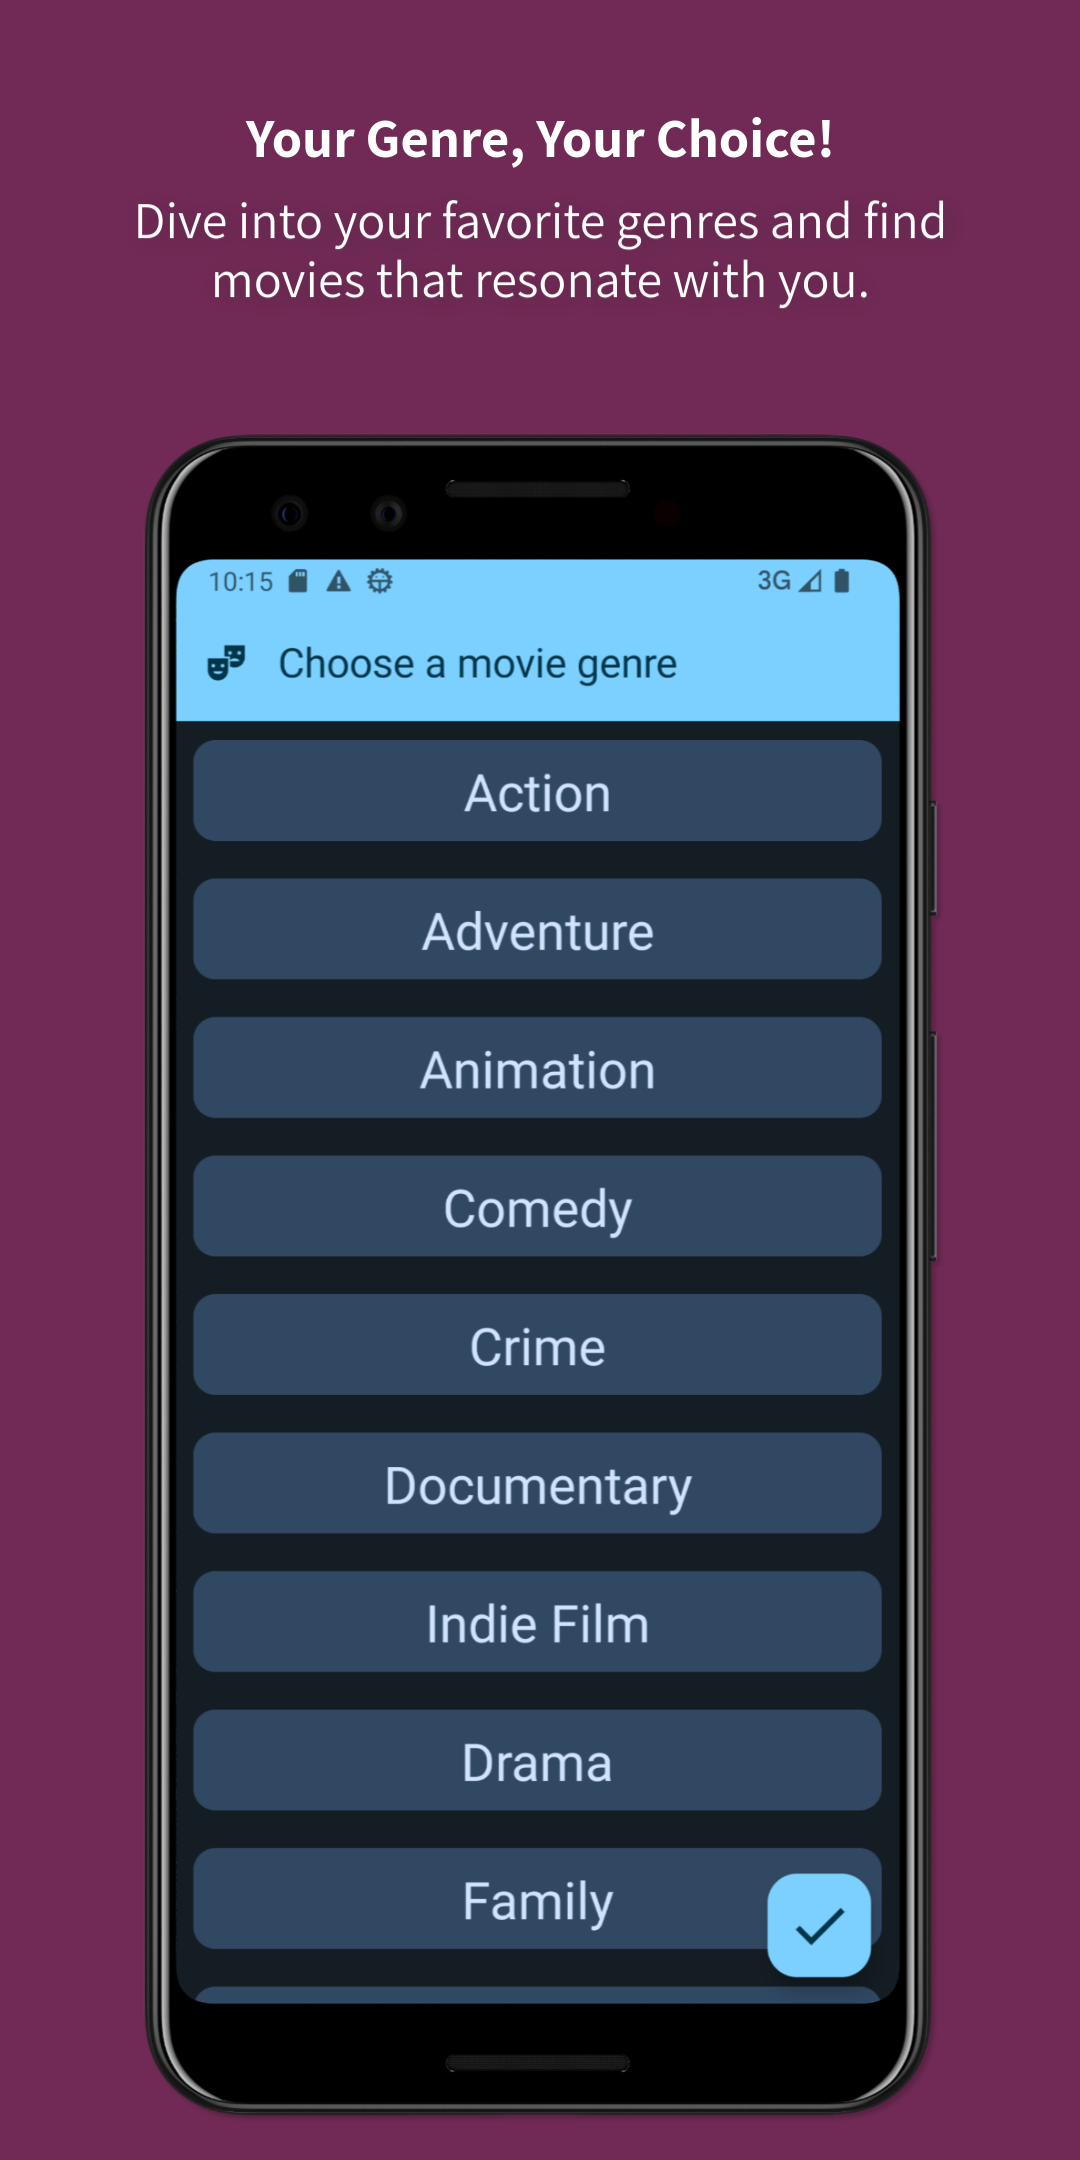 Your Genre, Your Choice!
Dive into your favorite genres and find
movies that resonate with you.
10:15 3G
Choose a movie genre
Action
Adventure
Animation
Comedy
Crime
Documentary
Indie Film
Drama
Family